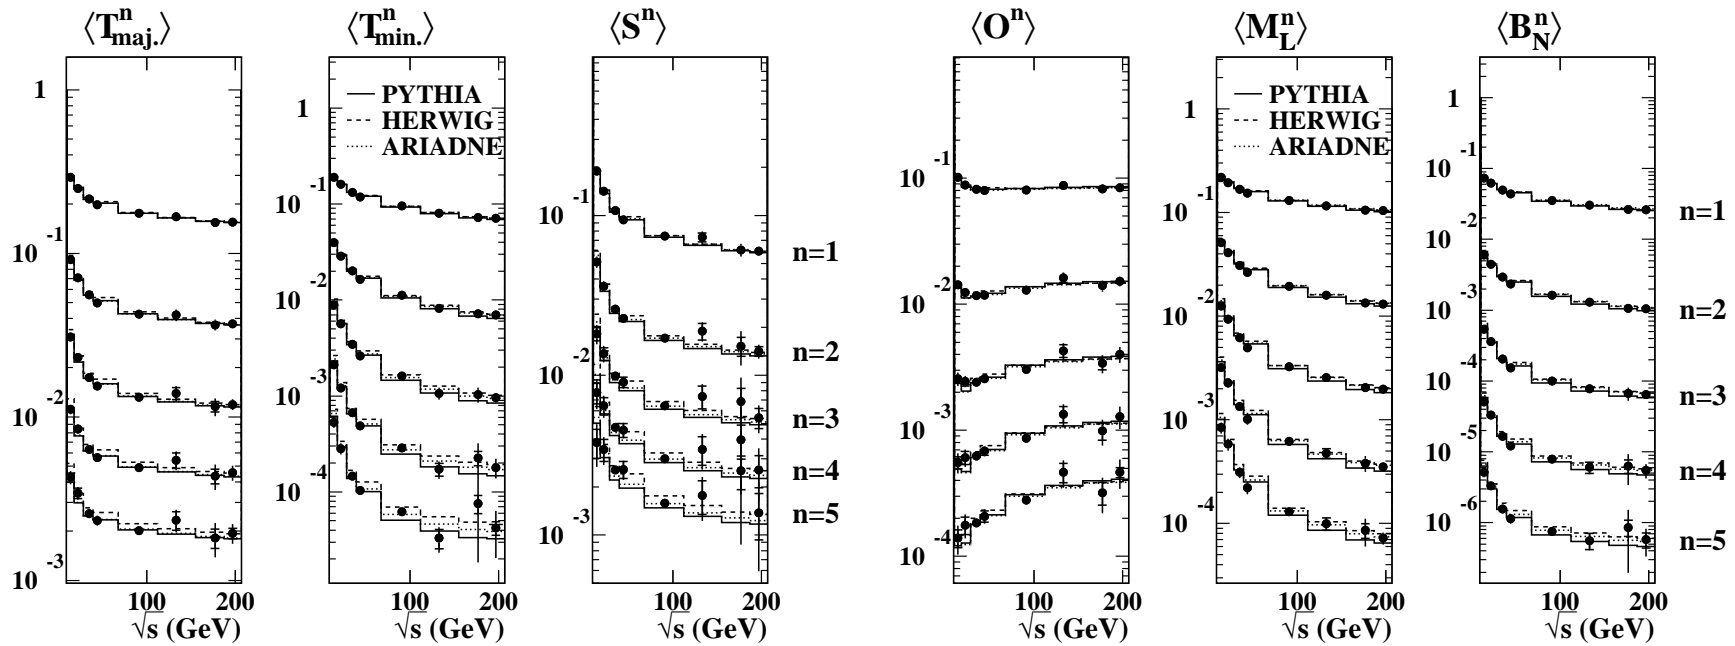 ⟨T^n_maj.⟩ ⟨T^n_min.⟩ ⟨S^n⟩ ⟨O^n⟩ ⟨M^n_L⟩ ⟨B^n_N⟩
1
10^-1
10^-2
10^-3
100 200
√s (GeV)
PYTHIA
HERWIG
ARIADNE
1
10^-1
10^-2
10^-3
10^-4
100 200
√s (GeV)
10^-1
10^-2
10^-3
100 200
√s (GeV)
n=1
n=2
n=3
n=4
n=5
10^-1
10^-2
10^-3
10^-4
100 200
√s (GeV)
PYTHIA
HERWIG
ARIADNE
1
10^-1
10^-2
10^-3
10^-4
100 200
√s (GeV)
1
10^-1
10^-2
10^-3
10^-4
10^-5
10^-6
100 200
√s (GeV)
n=1
n=2
n=3
n=4
n=5